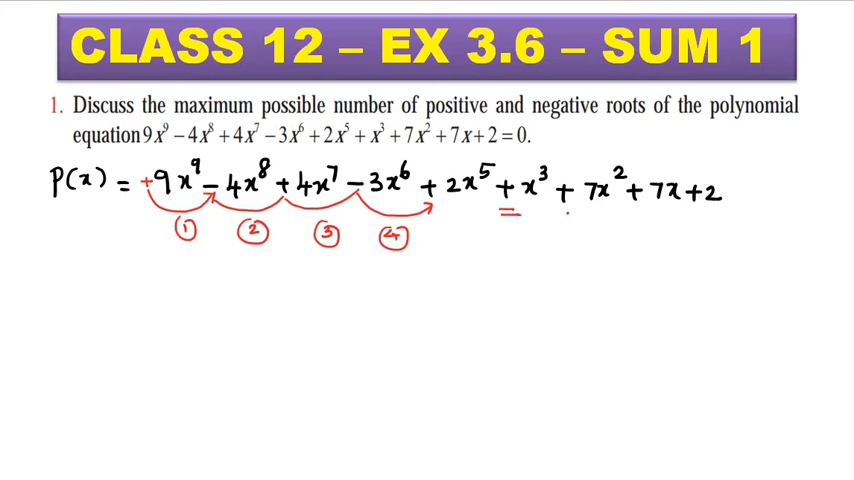 CLASS 12 – EX 3.6 – SUM 1
1. Discuss the maximum possible number of positive and negative roots of the polynomial
equation 9x⁹ − 4x⁸ + 4x⁷ − 3x⁶ + 2x⁵ + x³ + 7x² + 7x + 2 = 0.
P(x) = +9x⁹ − 4x⁸ + 4x⁷ − 3x⁶ + 2x⁵ + x³ + 7x² + 7x + 2
① ② ③ ④